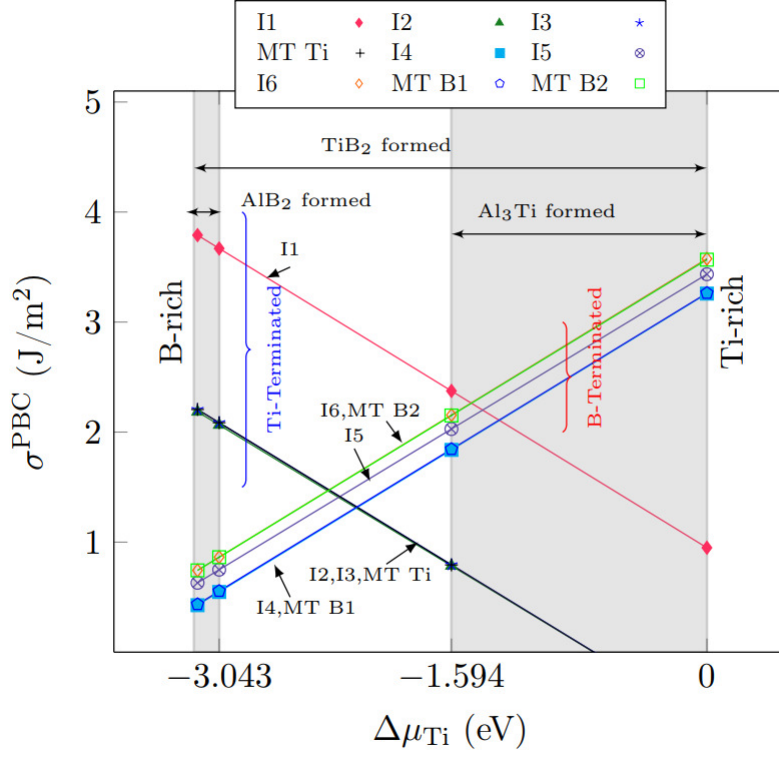 I1 I2 I3
MT Ti I4 I5
I6 MT B1 MT B2
5
TiB₂ formed
AlB₂ formed
4
Al₃Ti formed
I1
B-rich
Ti-Terminated
B-Terminated
Ti-rich
3
σ^PBC (J/m²)
I6,MT B2
2
I5
1
I2,I3,MT Ti
I4,MT B1
−3.043 −1.594 0
Δμ_Ti (eV)